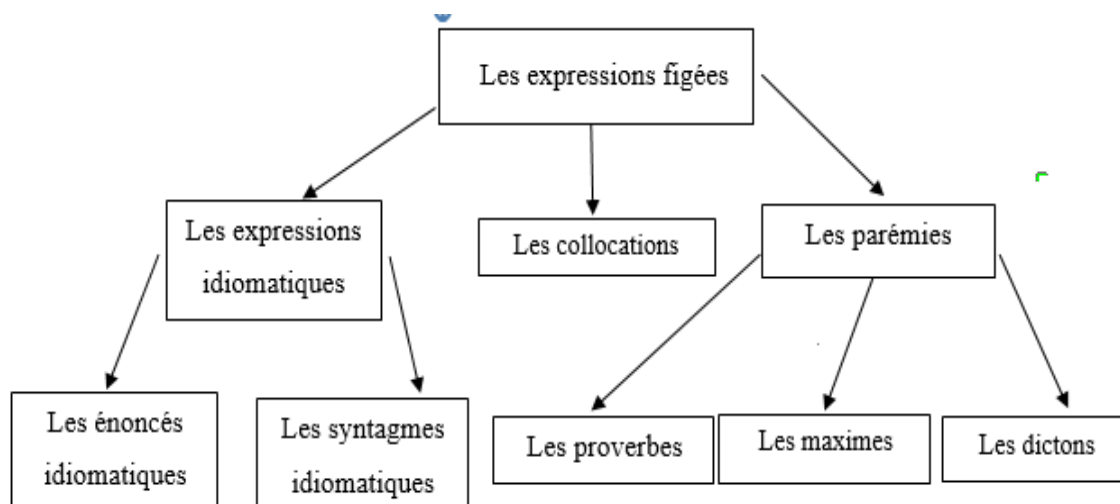 Les expressions figées
Les expressions
idiomatiques
Les collocations
Les parémies
Les énoncés
idiomatiques
Les syntagmes
idiomatiques
Les proverbes
Les maximes
Les dictons